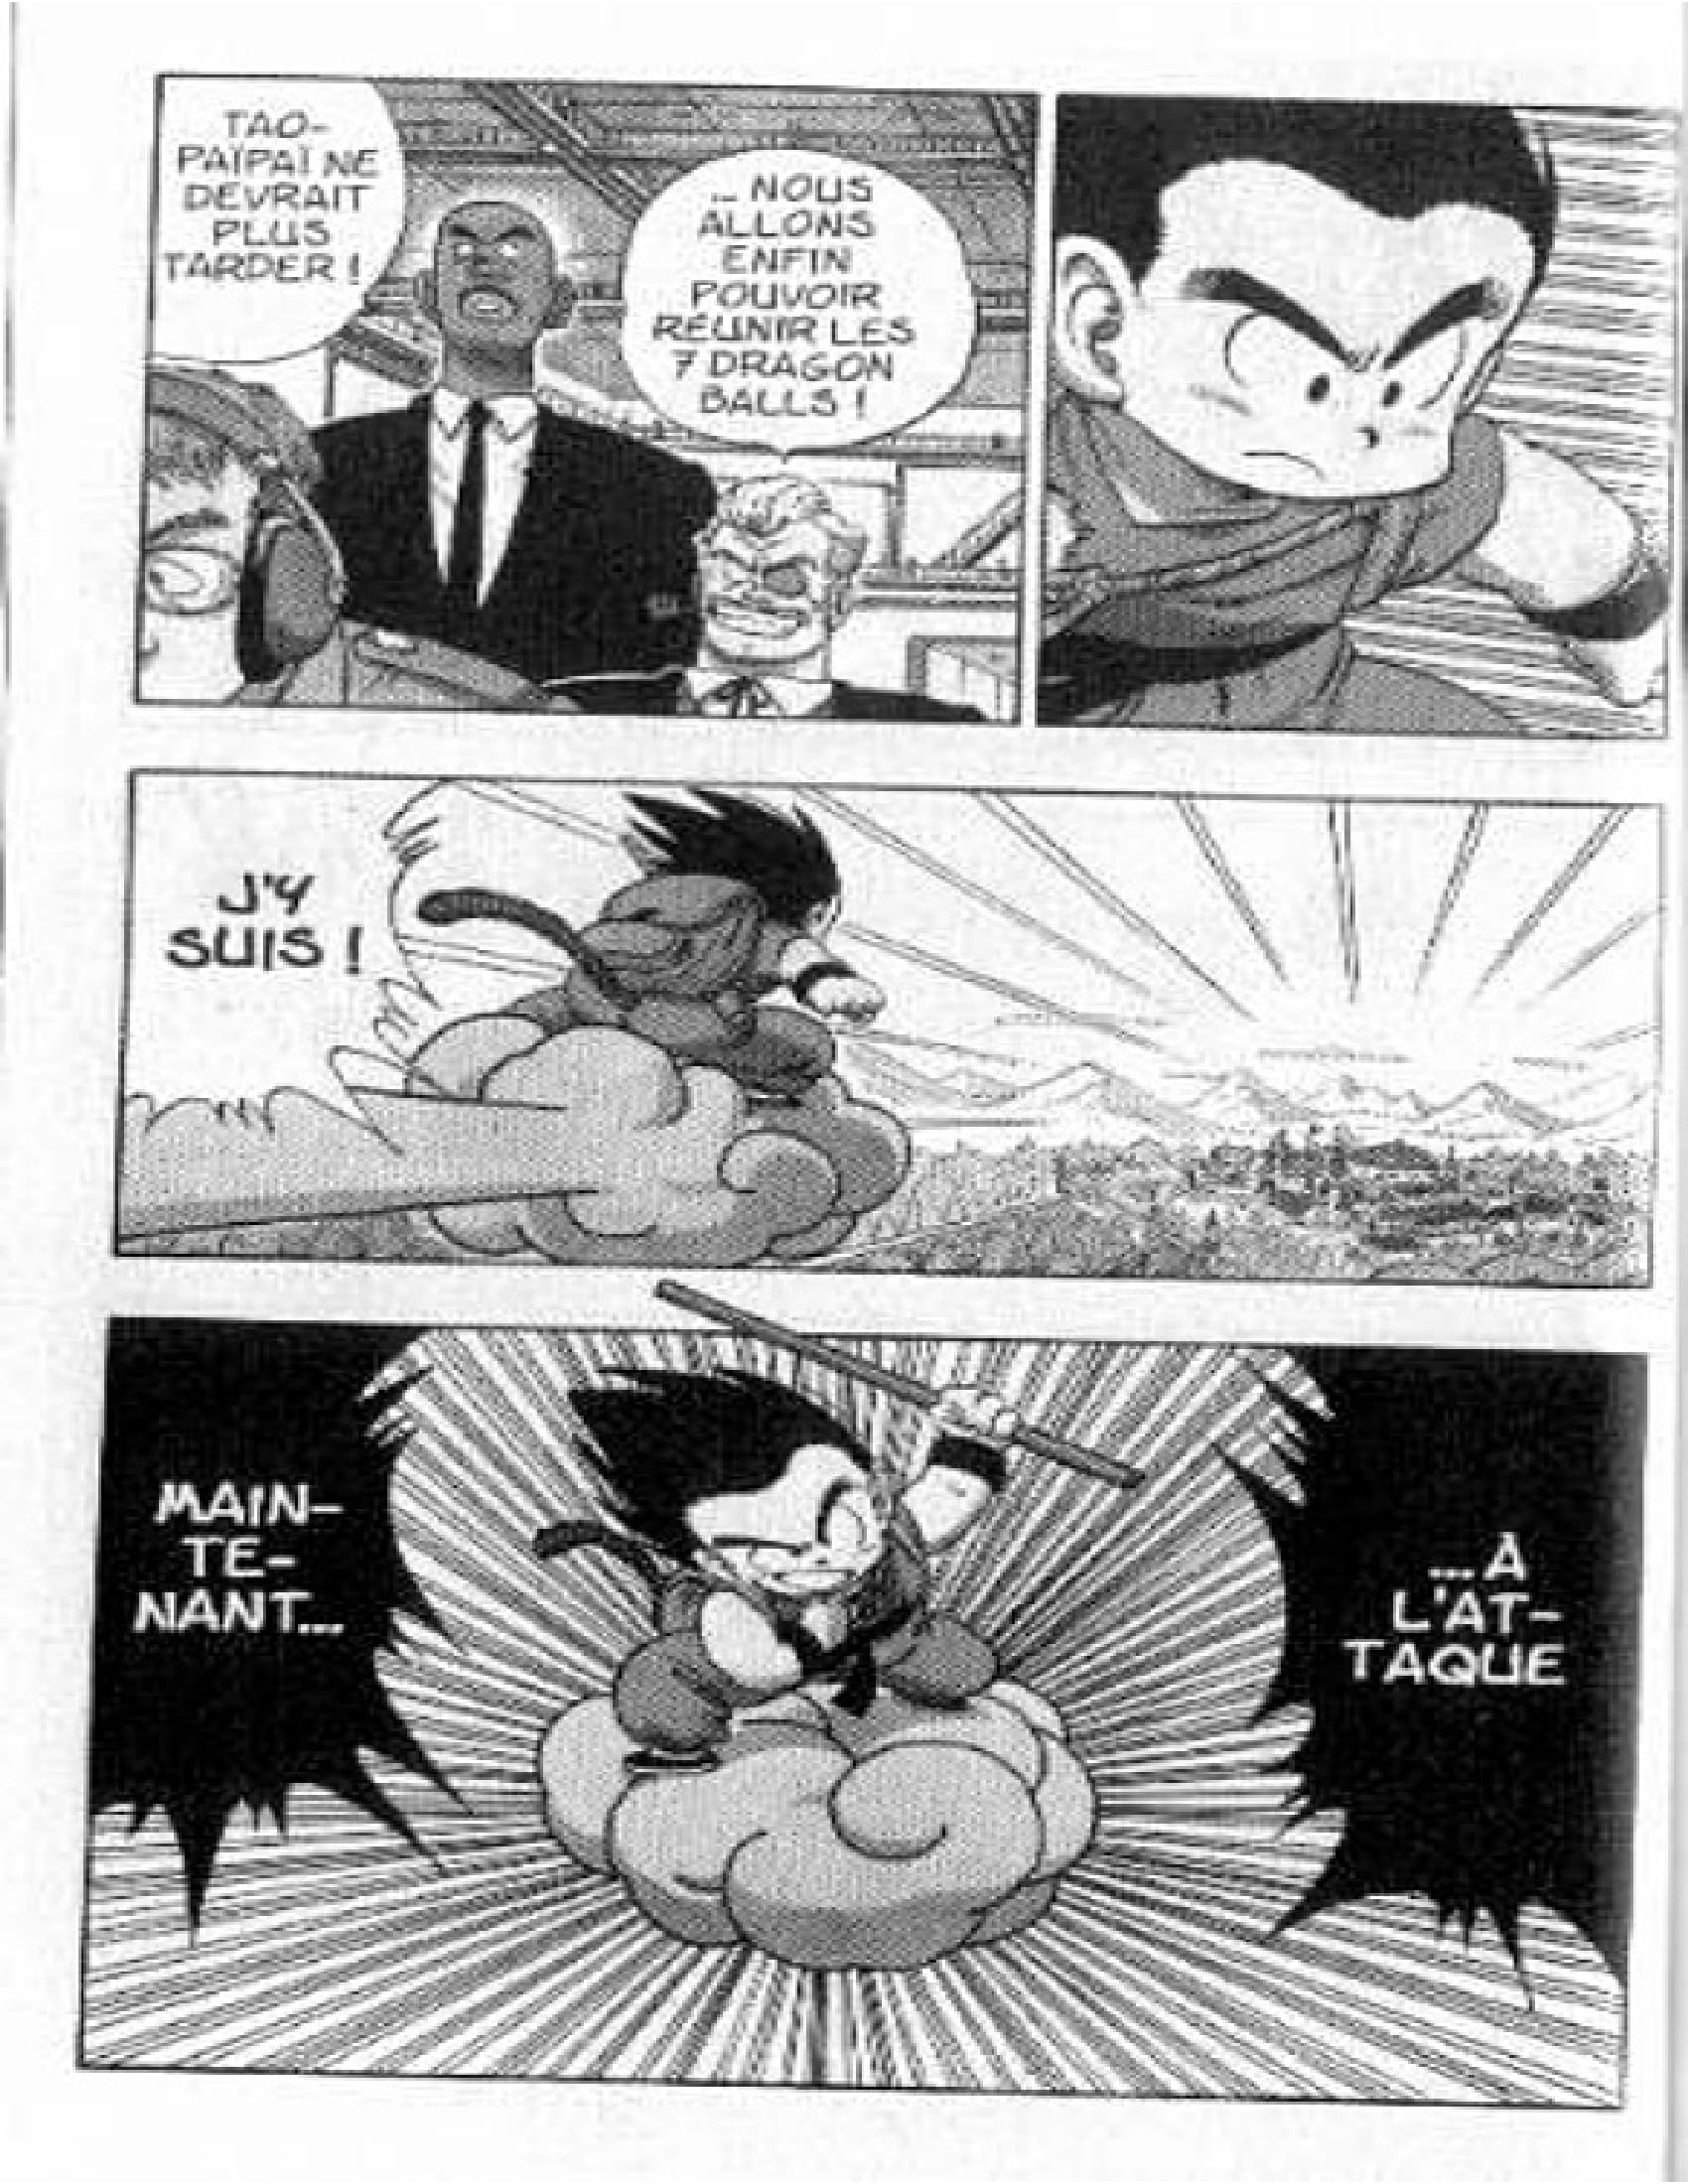 TAO-
PAÏPAÏ NE
DEVRAIT
PLUS
TARDER !
... NOUS
ALLONS
ENFIN
POUVOIR
RÉUNIR LES
7 DRAGON
BALLS !
J'Y
SUIS !
MAIN-
TE-
NANT...
...À
L'AT-
TAQUE